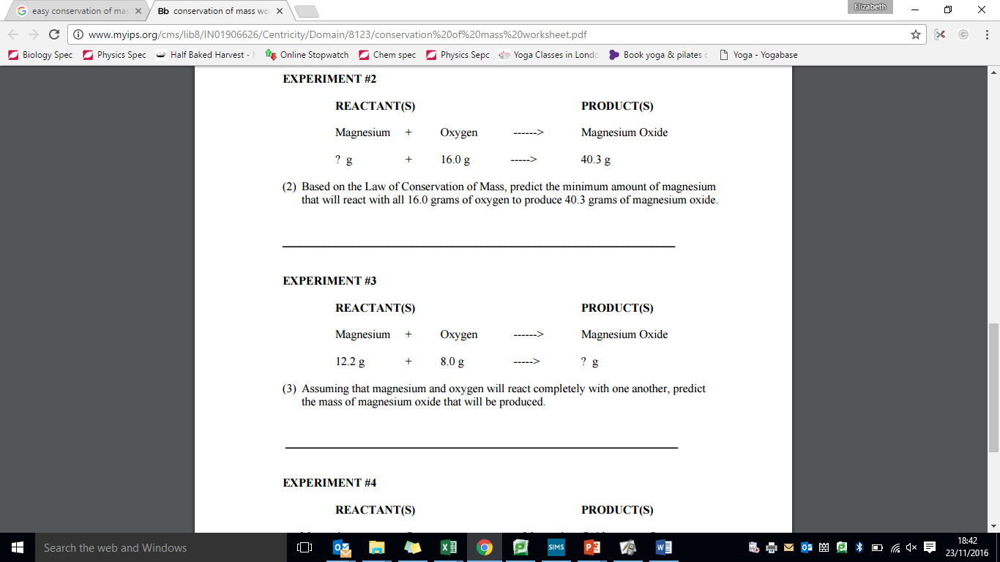 easy conservation of ma
Bb conservation of mass wo
Elizabeth
www.myips.org/cms/lib8/IN01906626/Centricity/Domain/8123/conservation%20of%20mass%20worksheet.pdf
Biology Spec Physics Spec Half Baked Harvest - Online Stopwatch Chem spec Physics Sepc Yoga Classes in Londo Book yoga & pilates c Yoga - Yogabase
EXPERIMENT #2
REACTANT(S) PRODUCT(S)
Magnesium + Oxygen ------> Magnesium Oxide
? g + 16.0 g -----> 40.3 g
(2) Based on the Law of Conservation of Mass, predict the minimum amount of magnesium
that will react with all 16.0 grams of oxygen to produce 40.3 grams of magnesium oxide.
EXPERIMENT #3
REACTANT(S) PRODUCT(S)
Magnesium + Oxygen ------> Magnesium Oxide
12.2 g + 8.0 g -----> ? g
(3) Assuming that magnesium and oxygen will react completely with one another, predict
the mass of magnesium oxide that will be produced.
EXPERIMENT #4
REACTANT(S) PRODUCT(S)
Search the web and Windows
SIMS
18:42
23/11/2016